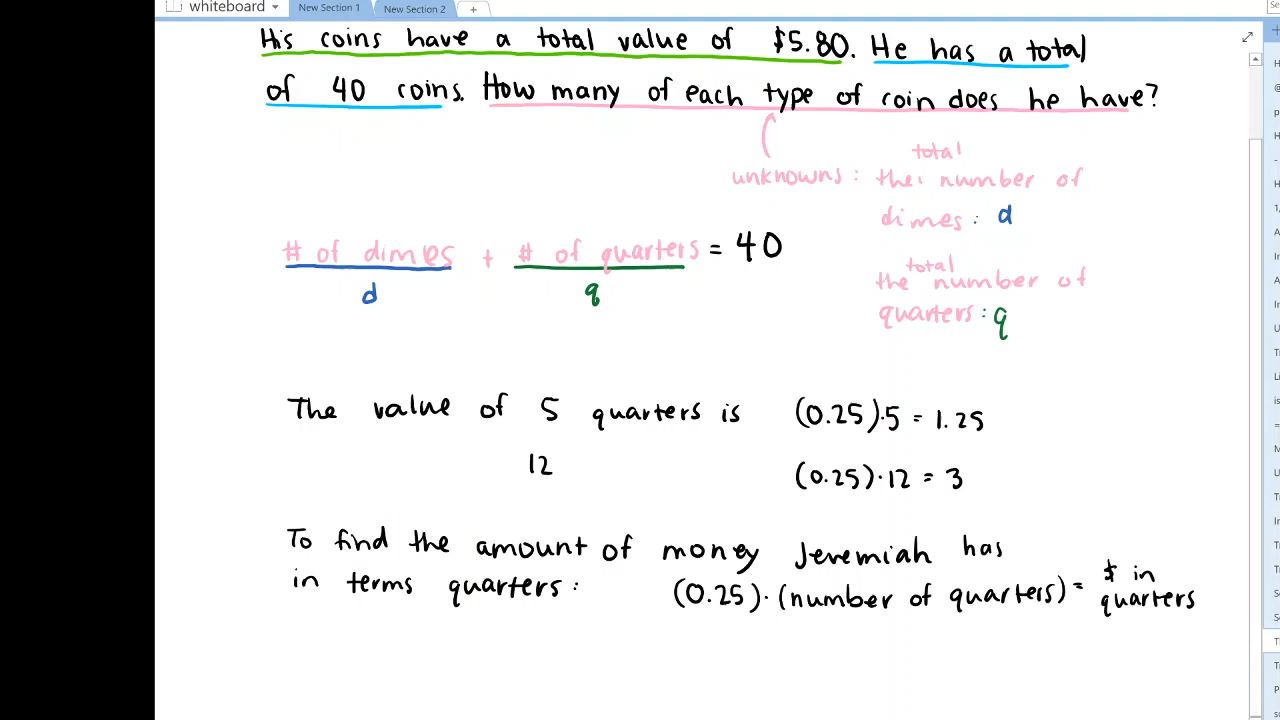 whiteboard
New Section 1
New Section 2
+
His coins have a total value of $5.80. He has a total
of 40 coins. How many of each type of coin does he have?
total
unknowns: the number of
dimes: d
# of dimes + # of quarters = 40
d q
total
the number of
quarters: q
The value of 5 quarters is (0.25)·5 = 1.25
12 (0.25)·12 = 3
To find the amount of money Jeremiah has
in terms quarters: (0.25)·(number of quarters) = $ in
quarters